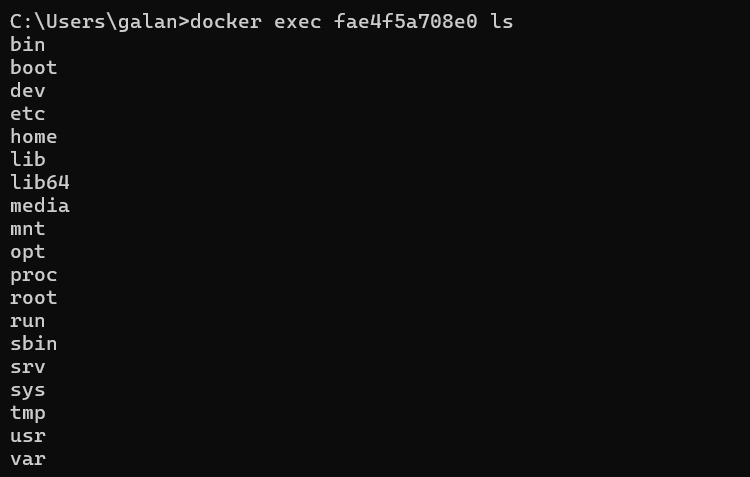 C:\Users\galan>docker exec fae4f5a708e0 ls
bin
boot
dev
etc
home
lib
lib64
media
mnt
opt
proc
root
run
sbin
srv
sys
tmp
usr
var